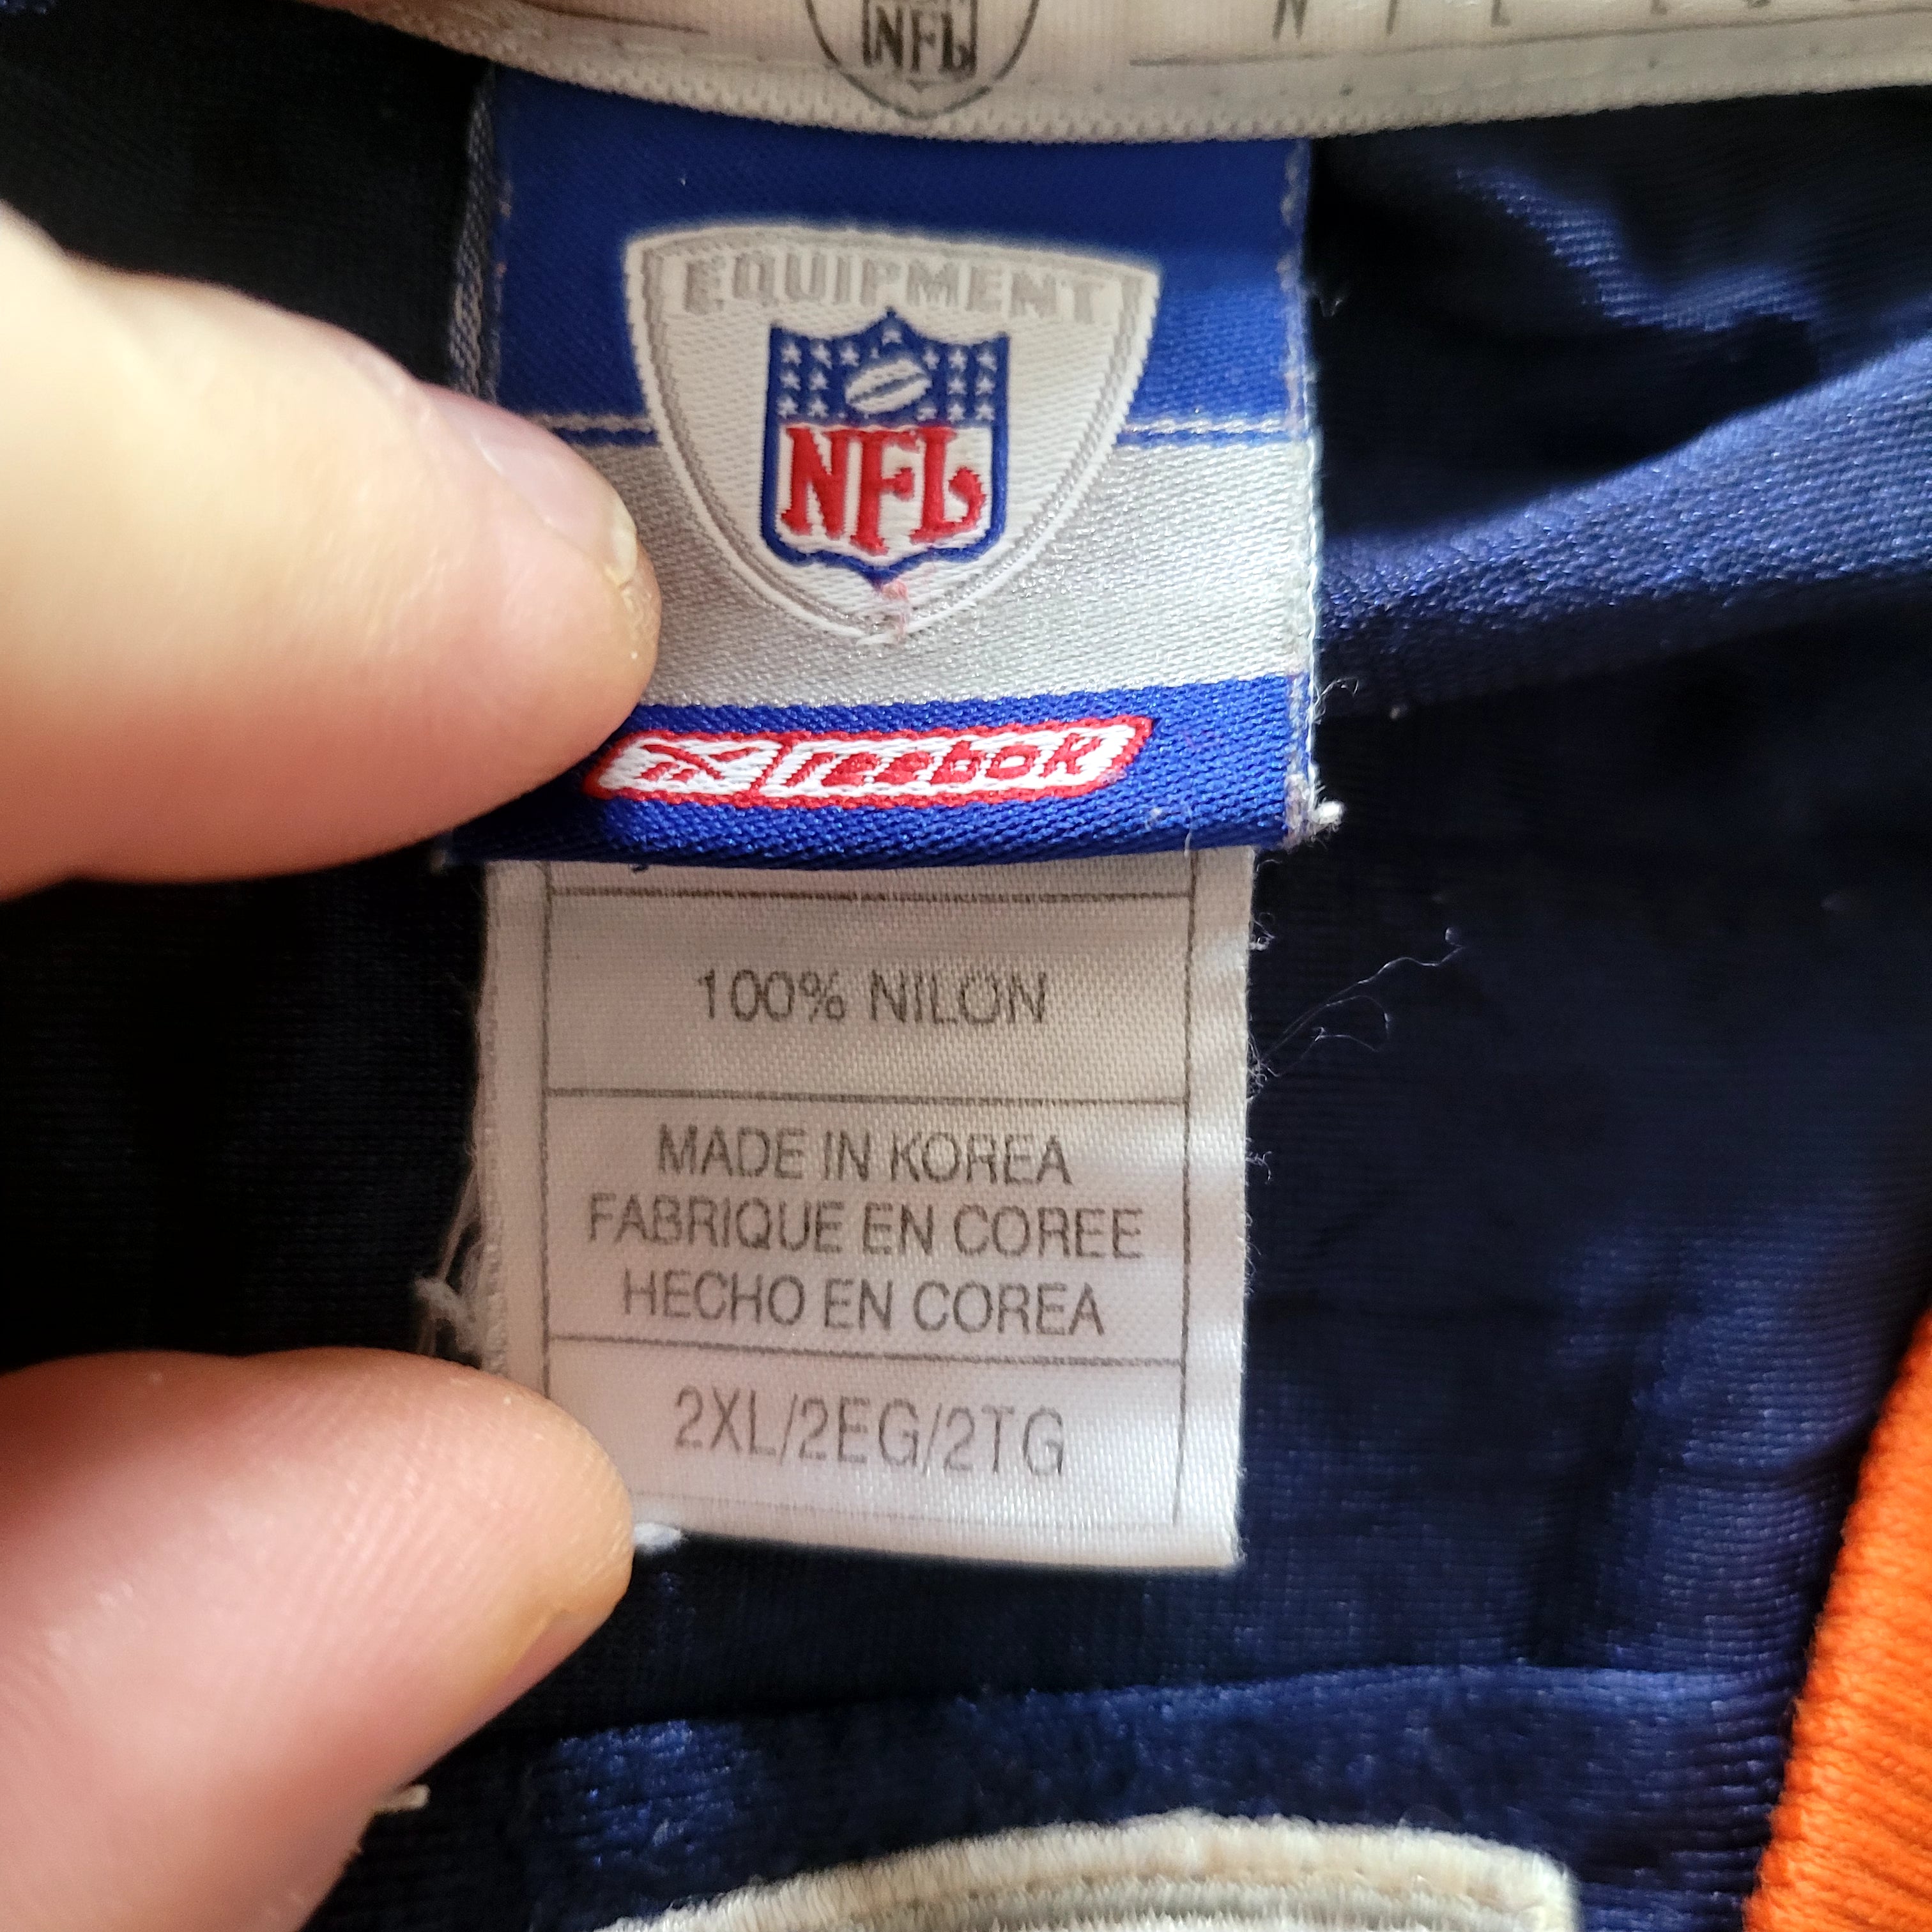 NFL
EQUIPMENT
NFL
Reebok
100% NILON
MADE IN KOREA
FABRIQUE EN COREE
HECHO EN COREA
2XL/2EG/2TG